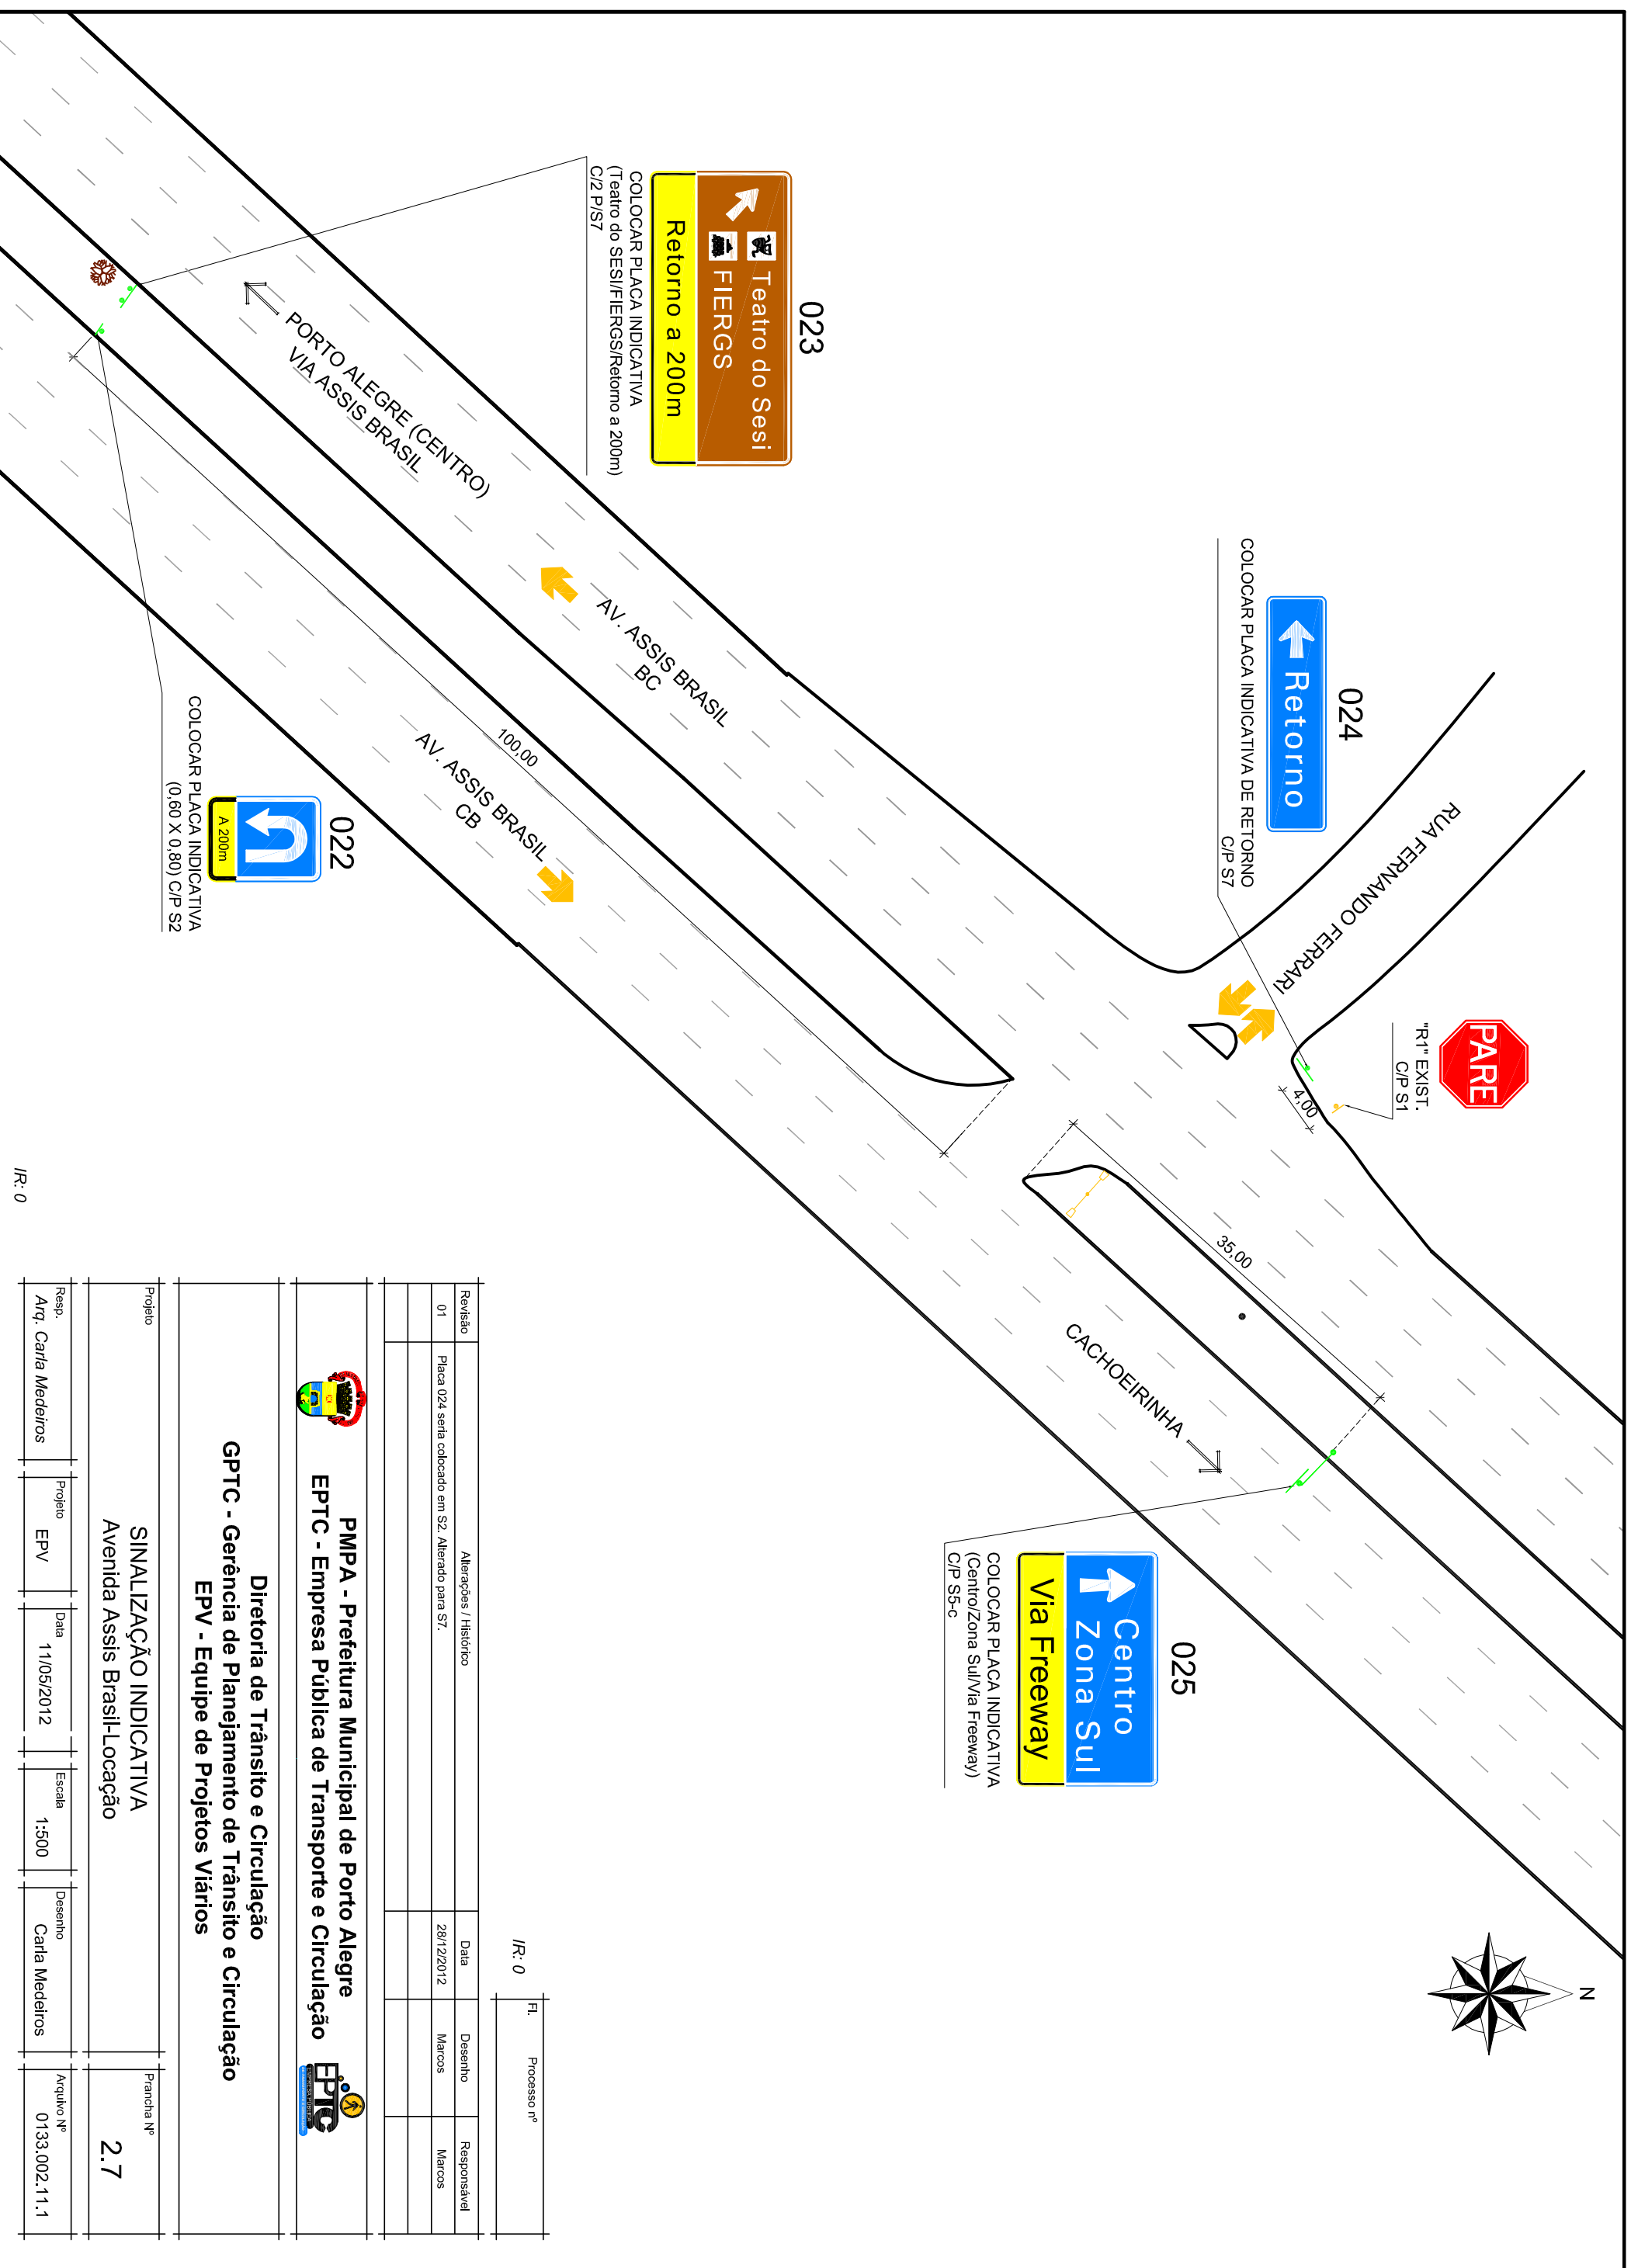 023
Teatro do Sesi
FIERGS
Retorno a 200m
COLOCAR PLACA INDICATIVA
(Teatro do SESI/FIERGS/Retorno a 200m)
C/2 P/S7
024
Retorno
COLOCAR PLACA INDICATIVA DE RETORNO
C/P S7
PARE
"R1" EXIST.
C/P S1
4,00
RUA FERNANDO FERRARI
PORTO ALEGRE (CENTRO)
VIA ASSIS BRASIL
AV. ASSIS BRASIL
BC
100,00
AV. ASSIS BRASIL
CB
35,00
CACHOEIRINHA
022
A 200m
COLOCAR PLACA INDICATIVA
(0,60 X 0,80) C/P S2
025
Centro
Zona Sul
Via Freeway
COLOCAR PLACA INDICATIVA
(Centro/Zona Sul/Via Freeway)
C/P S5-c
N
IR: 0
Fl.
Processo nº
Revisão
Alterações / Histórico
Data
Desenho
Responsável
01
Placa 024 seria colocado em S2. Alterado para S7.
28/12/2012
Marcos
Marcos
PMPA - Prefeitura Municipal de Porto Alegre
EPTC - Empresa Pública de Transporte e Circulação
EPTC
Diretoria de Trânsito e Circulação
GPTC - Gerência de Planejamento de Trânsito e Circulação
EPV - Equipe de Projetos Viários
Projeto
SINALIZAÇÃO INDICATIVA
Avenida Assis Brasil-Locação
Prancha Nº
2.7
Resp.
Arq. Carla Medeiros
Projeto
EPV
Data
11/05/2012
Escala
1:500
Desenho
Carla Medeiros
Arquivo Nº
0133.002.11.1
IR: 0